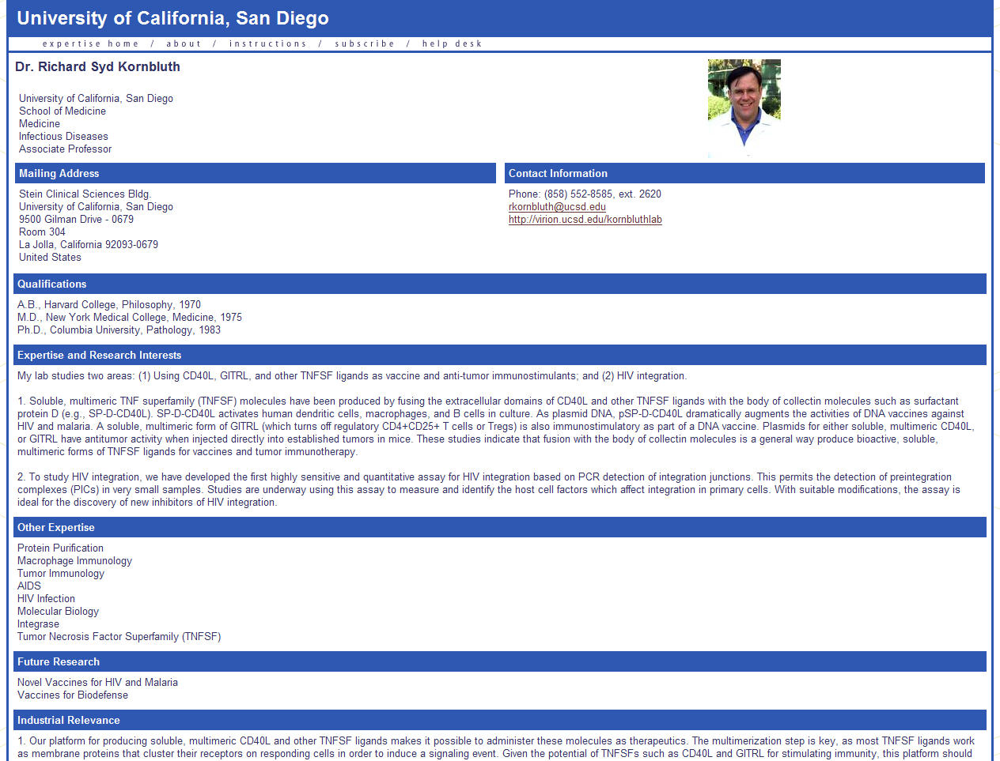 University of California, San Diego
expertise home / about / instructions / subscribe / help desk
Dr. Richard Syd Kornbluth
University of California, San Diego
School of Medicine
Medicine
Infectious Diseases
Associate Professor
Mailing Address
Stein Clinical Sciences Bldg.
University of California, San Diego
9500 Gilman Drive - 0679
Room 304
La Jolla, California 92093-0679
United States
Contact Information
Phone: (858) 552-8585, ext. 2620
rkornbluth@ucsd.edu
http://virion.ucsd.edu/kornbluthlab
Qualifications
A.B., Harvard College, Philosophy, 1970
M.D., New York Medical College, Medicine, 1975
Ph.D., Columbia University, Pathology, 1983
Expertise and Research Interests
My lab studies two areas: (1) Using CD40L, GITRL, and other TNFSF ligands as vaccine and anti-tumor immunostimulants; and (2) HIV integration.
1. Soluble, multimeric TNF superfamily (TNFSF) molecules have been produced by fusing the extracellular domains of CD40L and other TNFSF ligands with the body of collectin molecules such as surfactant
protein D (e.g., SP-D-CD40L). SP-D-CD40L activates human dendritic cells, macrophages, and B cells in culture. As plasmid DNA, pSP-D-CD40L dramatically augments the activities of DNA vaccines against
HIV and malaria. A soluble, multimeric form of GITRL (which turns off regulatory CD4+CD25+ T cells or Tregs) is also immunostimulatory as part of a DNA vaccine. Plasmids for either soluble, multimeric CD40L,
or GITRL have antitumor activity when injected directly into established tumors in mice. These studies indicate that fusion with the body of collectin molecules is a general way produce bioactive, soluble,
multimeric forms of TNFSF ligands for vaccines and tumor immunotherapy.
2. To study HIV integration, we have developed the first highly sensitive and quantitative assay for HIV integration based on PCR detection of integration junctions. This permits the detection of preintegration
complexes (PICs) in very small samples. Studies are underway using this assay to measure and identify the host cell factors which affect integration in primary cells. With suitable modifications, the assay is
ideal for the discovery of new inhibitors of HIV integration.
Other Expertise
Protein Purification
Macrophage Immunology
Tumor Immunology
AIDS
HIV Infection
Molecular Biology
Integrase
Tumor Necrosis Factor Superfamily (TNFSF)
Future Research
Novel Vaccines for HIV and Malaria
Vaccines for Biodefense
Industrial Relevance
1. Our platform for producing soluble, multimeric CD40L and other TNFSF ligands makes it possible to administer these molecules as therapeutics. The multimerization step is key, as most TNFSF ligands work
as membrane proteins that cluster their receptors on responding cells in order to induce a signaling event. Given the potential of TNFSFs such as CD40L and GITRL for stimulating immunity, this platform should